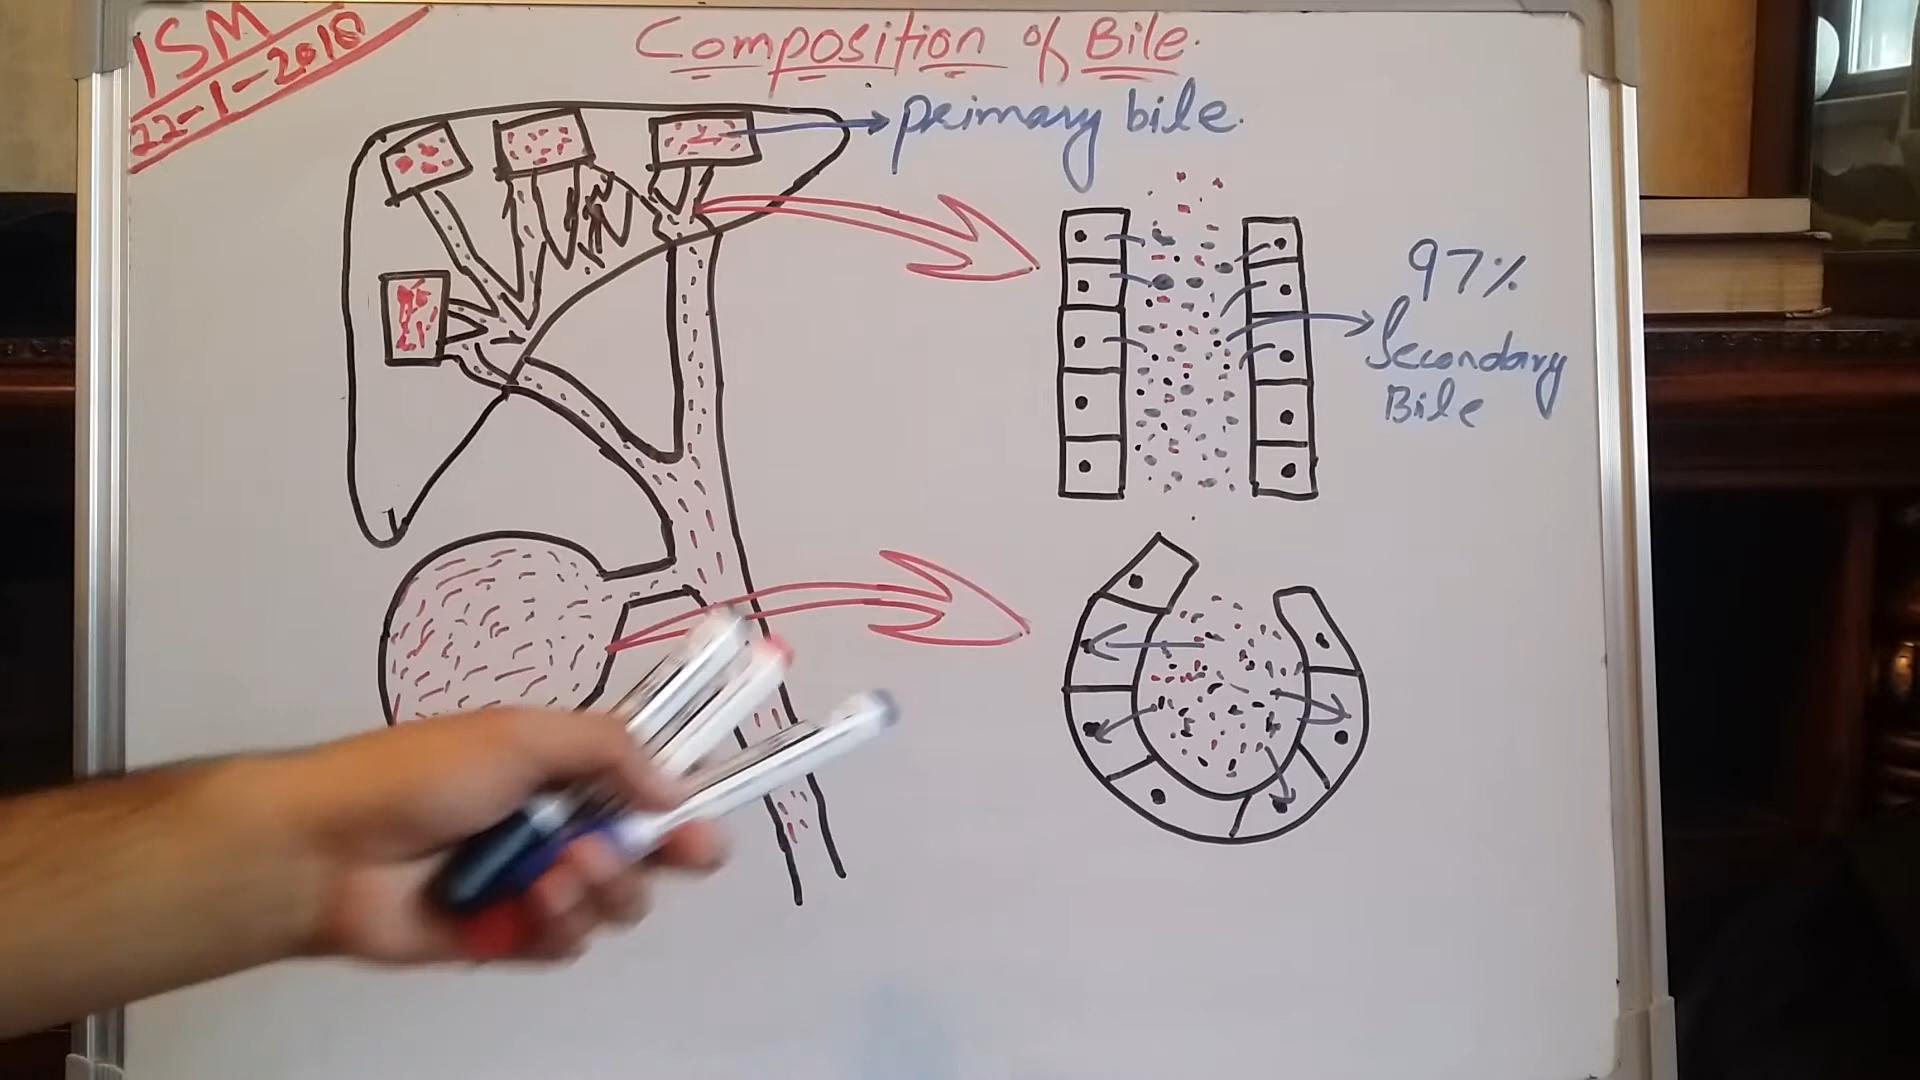 ISM
22-1-2018
Composition of Bile.
primary bile.
97%
Secondary
Bile